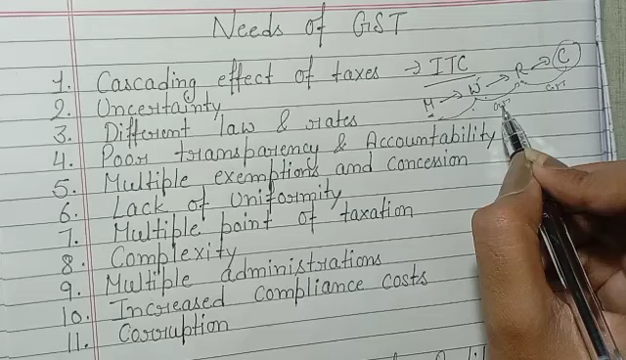 Needs of GST
1. Cascading effect of taxes → ITC
M → W → R → C
2. Uncertainty
3. Different law & rates
4. Poor transparency & Accountability
5. Multiple exemptions and concession
6. Lack of Uniformity
7. Multiple point of taxation
8. Complexity
9. Multiple administrations
10. Increased compliance costs
11. Corruption